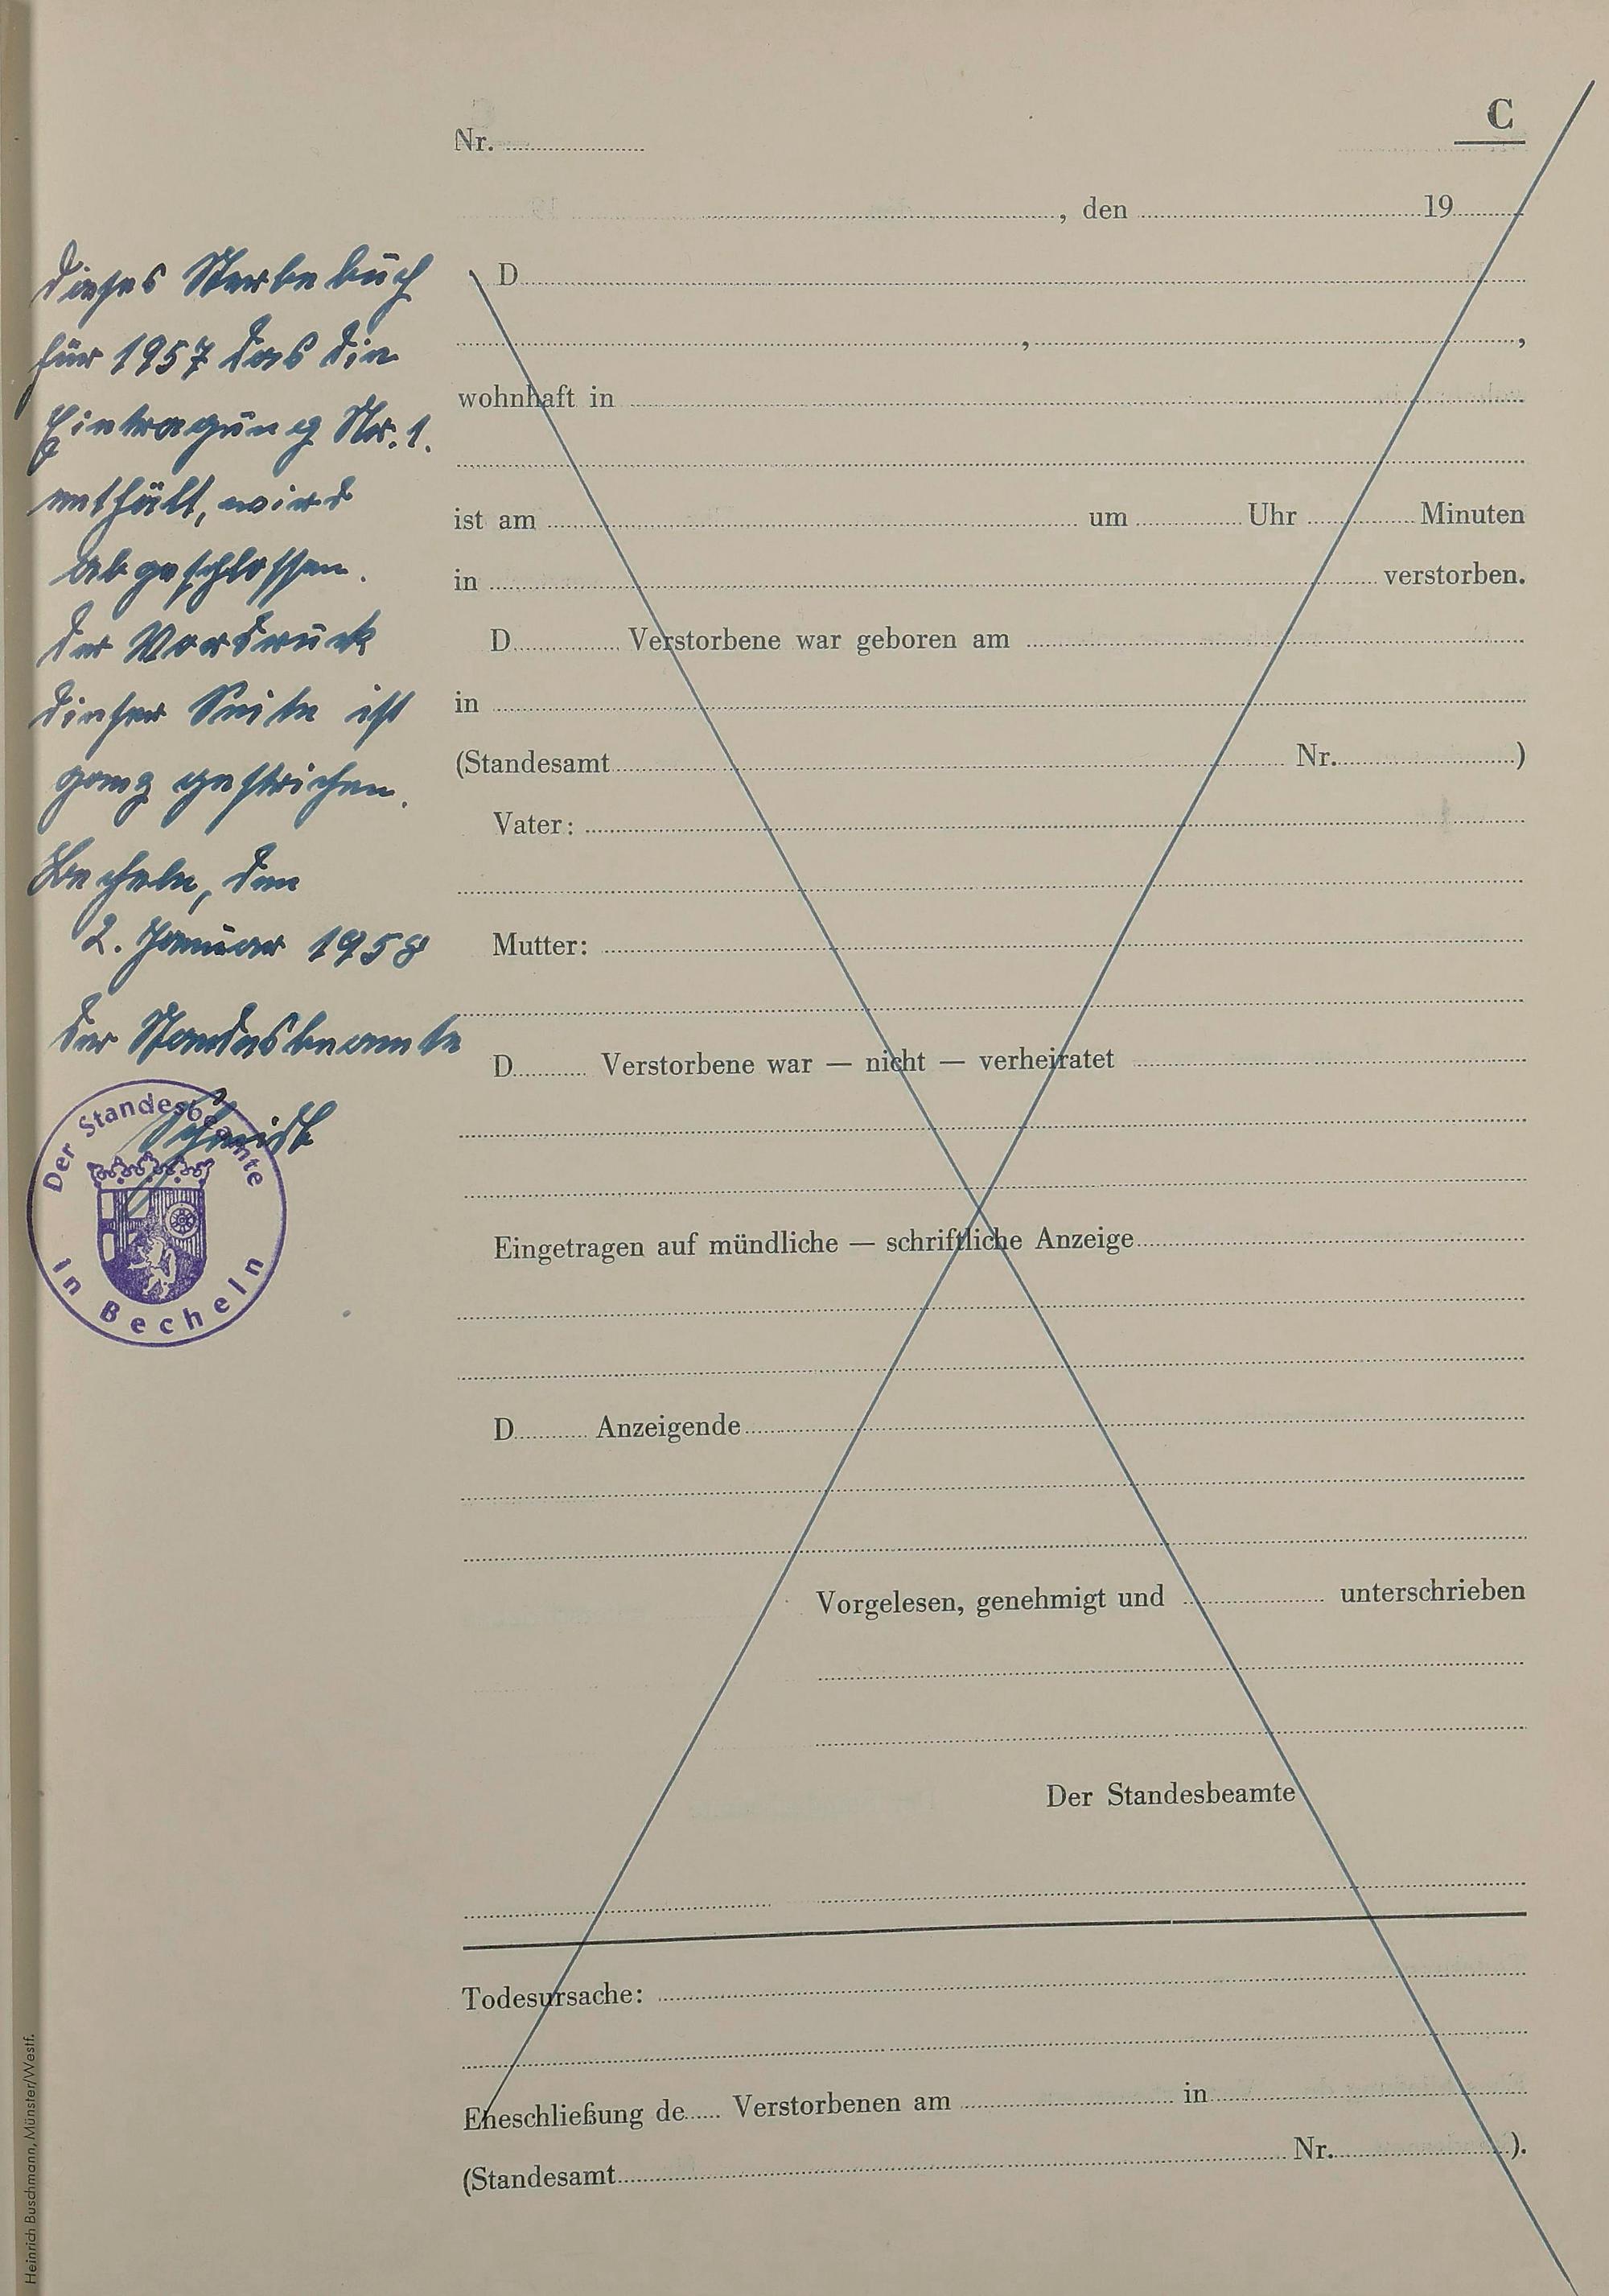 C
Nr.
, den 19
dieses Sterbebuch
für 1957 das die
Eintragung Nr. 1.
enthält, wird
abgeschlossen.
der Vordruck
dieser Seite ist
ganz gestrichen.
Becheln, den
2. Januar 1958
der Standesbeamte
Schmidt
Der Standesbeamte
in Becheln
D
, ,
wohnhaft in
ist am um Uhr Minuten
in verstorben.
D Verstorbene war geboren am
in
(Standesamt Nr. )
Vater:
Mutter:
D Verstorbene war — nicht — verheiratet
Eingetragen auf mündliche — schriftliche Anzeige
D Anzeigende
Vorgelesen, genehmigt und unterschrieben
Der Standesbeamte
Todesursache:
Eheschließung de Verstorbenen am in
(Standesamt Nr. ).
Heinrich Buschmann, Münster/Westf.